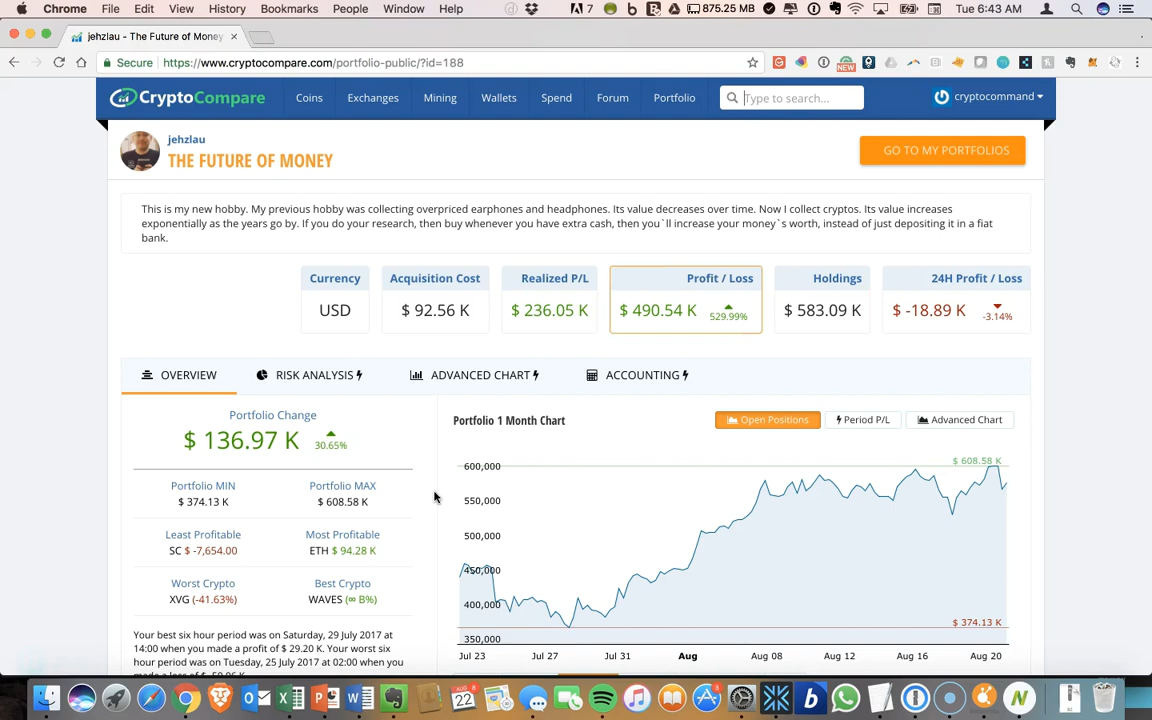 Chrome File Edit View History Bookmarks People Window Help 7 875.25 MB Tue 6:43 AM
jehzlau - The Future of Money
Secure https://www.cryptocompare.com/portfolio-public/?id=188
NEW
CryptoCompare Coins Exchanges Mining Wallets Spend Forum Portfolio Type to search... cryptocommand
jehzlau
THE FUTURE OF MONEY
GO TO MY PORTFOLIOS
This is my new hobby. My previous hobby was collecting overpriced earphones and headphones. Its value decreases over time. Now I collect cryptos. Its value increases
exponentially as the years go by. If you do your research, then buy whenever you have extra cash, then you`ll increase your money`s worth, instead of just depositing it in a fiat
bank.
Currency Acquisition Cost Realized P/L Profit / Loss Holdings 24H Profit / Loss
USD $ 92.56 K $ 236.05 K $ 490.54 K 529.99% $ 583.09 K $ -18.89 K -3.14%
OVERVIEW RISK ANALYSIS ADVANCED CHART ACCOUNTING
Portfolio Change
$ 136.97 K 30.65%
Portfolio MIN Portfolio MAX
$ 374.13 K $ 608.58 K
Least Profitable Most Profitable
SC $ -7,654.00 ETH $ 94.28 K
Worst Crypto Best Crypto
XVG (-41.63%) WAVES (∞ B%)
Your best six hour period was on Saturday, 29 July 2017 at
14:00 when you made a profit of $ 29.20 K. Your worst six
hour period was on Tuesday, 25 July 2017 at 02:00 when you
Portfolio 1 Month Chart Open Positions Period P/L Advanced Chart
$ 608.58 K
600,000
550,000
500,000
450,000
400,000
$ 374.13 K
350,000
Jul 23 Jul 27 Jul 31 Aug Aug 08 Aug 12 Aug 16 Aug 20
AUG
22